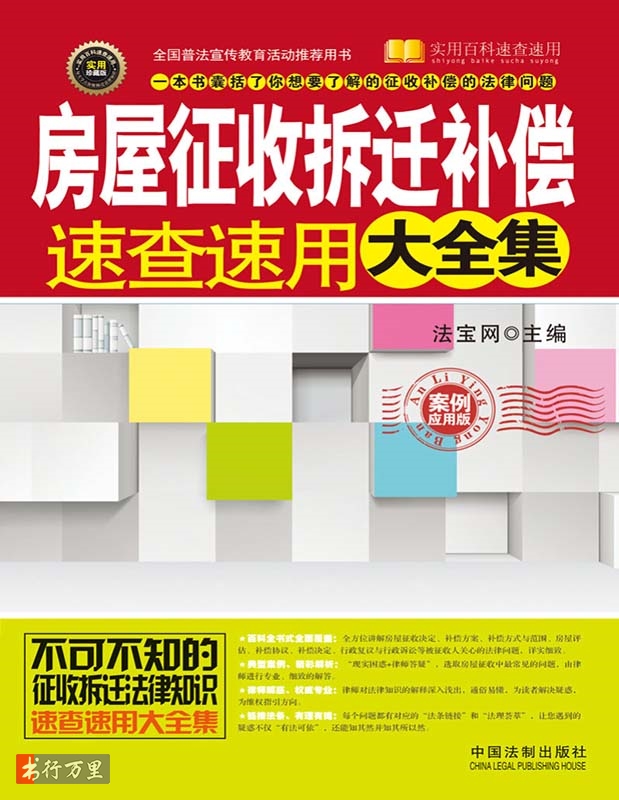 实用百科速查速用
实用
珍藏版
全国普法宣传教育活动推荐用书
实用百科速查速用
shiyong baike sucha suyong
一本书囊括了你想要了解的征收补偿的法律问题
房屋征收拆迁补偿
速查速用大全集
法宝网◎主编
An Li Ying Yong Ban
案例
应用版
不可不知的
征收拆迁法律知识
速查速用大全集
★百科全书式全面覆盖：全方位讲解房屋征收决定、补偿方案、补偿方式与范围、房屋评
估、补偿协议、补偿决定、行政复议与行政诉讼等被征收人关心的法律问题，详实细致。
★典型案例、精彩解析："现实困惑+律师答疑"，选取房屋征收中最常见的问题，由律
师进行专业、细致的解答。
★律师解惑、权威专业：律师对法律知识的解释深入浅出，通俗易懂，为读者解决疑惑，
为维权指引方向。
★链接法条、有理有据：每个问题都有对应的"法条链接"和"法理荟萃"，让您遇到的
疑惑不仅"有法可依"，还能知其然并知其所以然。
书行万里
中国法制出版社
CHINA LEGAL PUBLISHING HOUSE